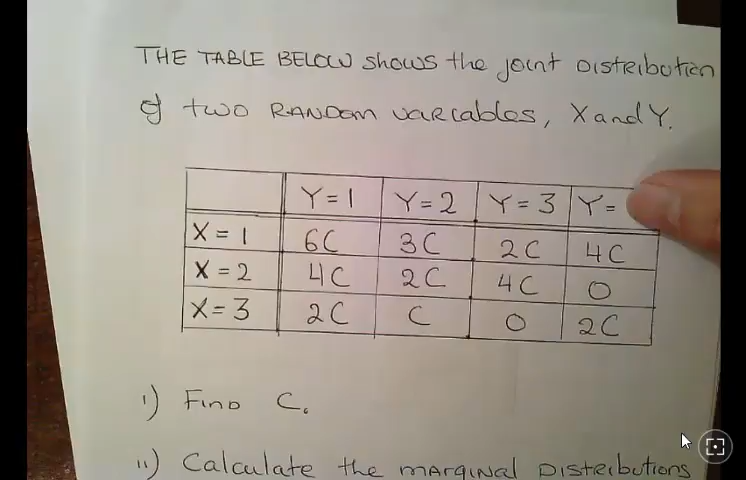 THE TABLE BELOW shows the joint Distribution
of two RANDOM variables, X and Y.
Y = 1 Y = 2 Y = 3 Y =
X = 1 6C 3C 2C 4C
X = 2 4C 2C 4C 0
X = 3 2C C 0 2C
i) Find C.
ii) Calculate the marginal Distributions